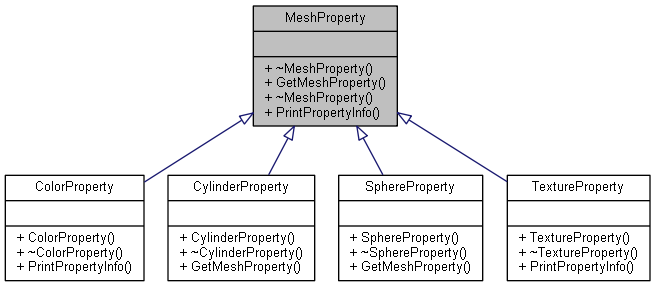 MeshProperty
+ ~MeshProperty()
+ GetMeshProperty()
+ ~MeshProperty()
+ PrintPropertyInfo()
ColorProperty
+ ColorProperty()
+ ~ColorProperty()
+ PrintPropertyInfo()
CylinderProperty
+ CylinderProperty()
+ ~CylinderProperty()
+ GetMeshProperty()
SphereProperty
+ SphereProperty()
+ ~SphereProperty()
+ GetMeshProperty()
TextureProperty
+ TextureProperty()
+ ~TextureProperty()
+ PrintPropertyInfo()